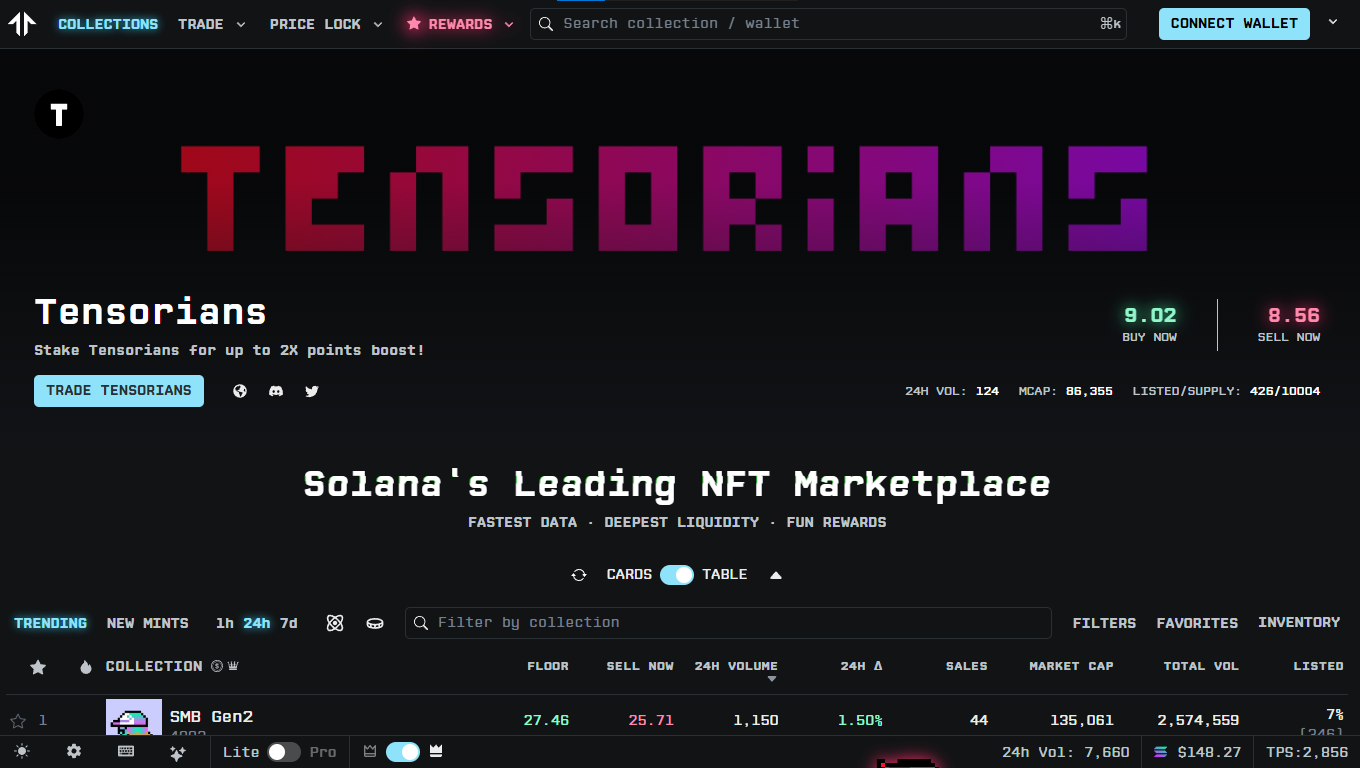 COLLECTIONS TRADE PRICE LOCK REWARDS Search collection / wallet ⌘K CONNECT WALLET
T
TENSORIANS
Tensorians
9.02 8.56
BUY NOW SELL NOW
Stake Tensorians for up to 2X points boost!
TRADE TENSORIANS
24H VOL: 124 MCAP: 86,355 LISTED/SUPPLY: 426/10004
Solana's Leading NFT Marketplace
FASTEST DATA · DEEPEST LIQUIDITY · FUN REWARDS
CARDS TABLE
TRENDING NEW MINTS 1h 24h 7d Filter by collection FILTERS FAVORITES INVENTORY
COLLECTION FLOOR SELL NOW 24H VOLUME 24H Δ SALES MARKET CAP TOTAL VOL LISTED
1 SMB Gen2 27.46 25.71 1,150 1.50% 44 135,061 2,574,559 7%
Lite Pro 24h Vol: 7,660 $148.27 TPS:2,856